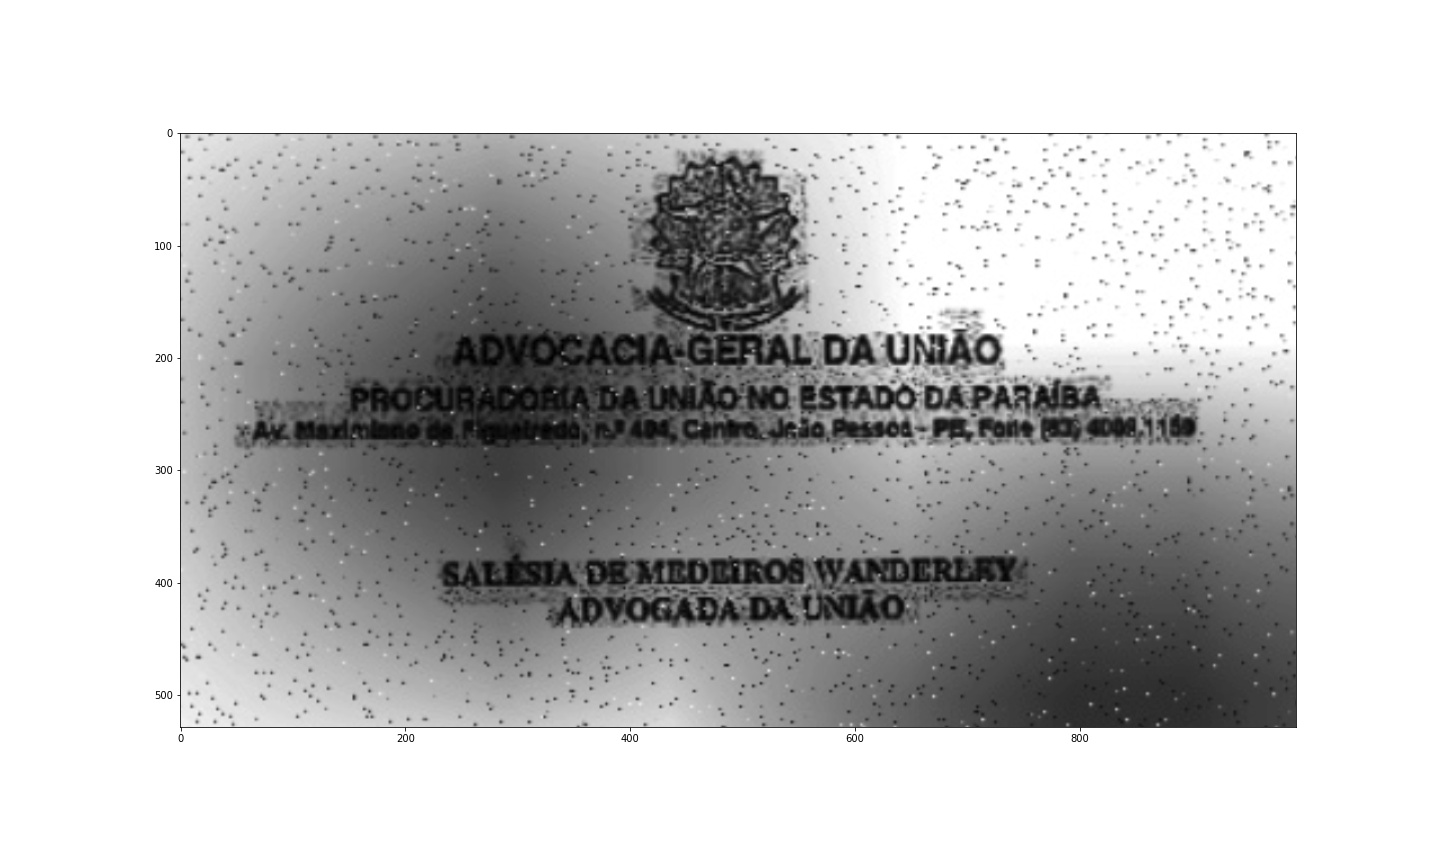 0
100
200
300
400
500
ADVOCACIA-GERAL DA UNIÃO
PROCURADORIA DA UNIÃO NO ESTADO DA PARAÍBA
Av. Maximiano de Figueiredo, n.º 404, Centro, João Pessoa - PB, Fone (83) 4009.1159
SALÉSIA DE MEDEIROS WANDERLEY
ADVOGADA DA UNIÃO
0 200 400 600 800